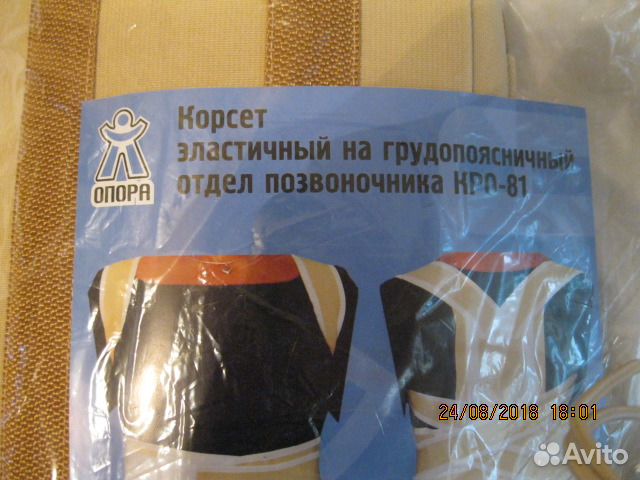 Корсет
эластичный на грудопоясничный
отдел позвоночника КРО-81
ОПОРА
24/08/2018 18:01
Avito